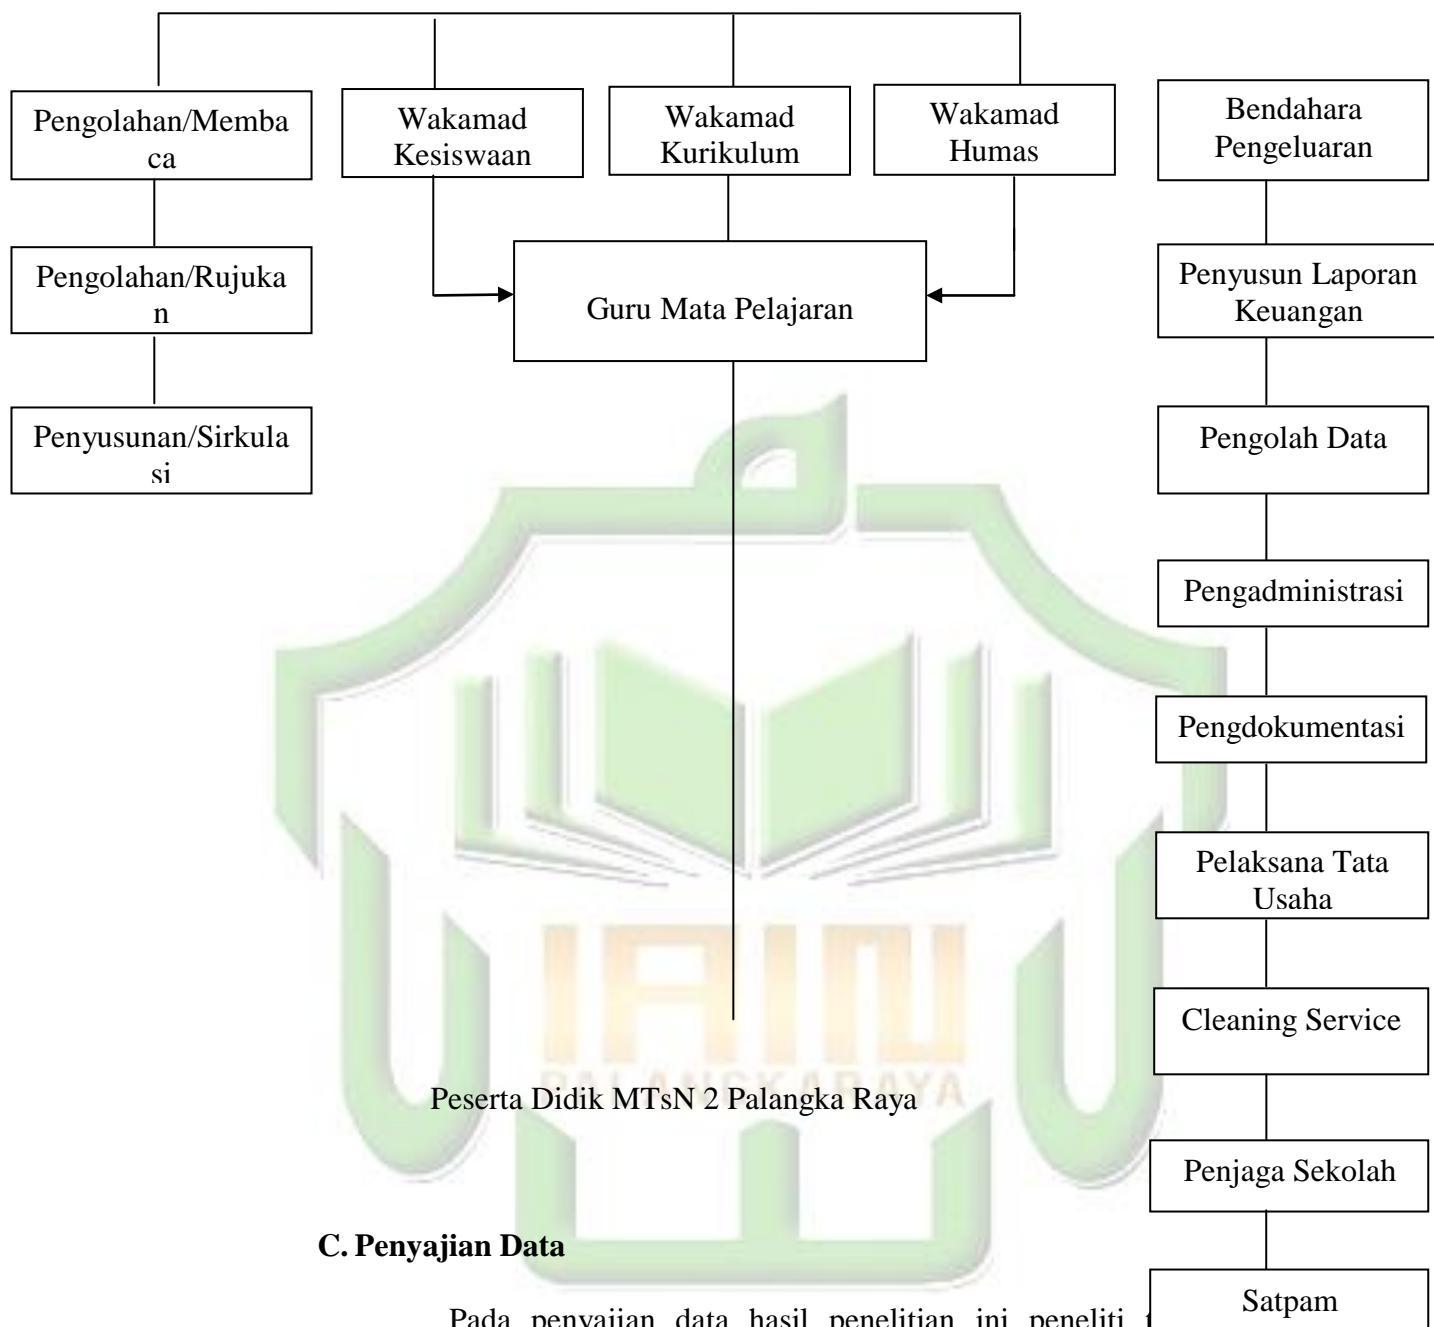 Pengolahan/Memba
ca
Wakamad
Kesiswaan
Wakamad
Kurikulum
Wakamad
Humas
Bendahara
Pengeluaran
Pengolahan/Rujuka
n
Guru Mata Pelajaran
Penyusun Laporan
Keuangan
Penyusunan/Sirkula
si
Pengolah Data
Pengadministrasi
Pengdokumentasi
Pelaksana Tata
Usaha
IAIN
PALANGKARAYA
Cleaning Service
Peserta Didik MTsN 2 Palangka Raya
Penjaga Sekolah
C. Penyajian Data
Satpam
Pada penyajian data hasil penelitian ini peneliti